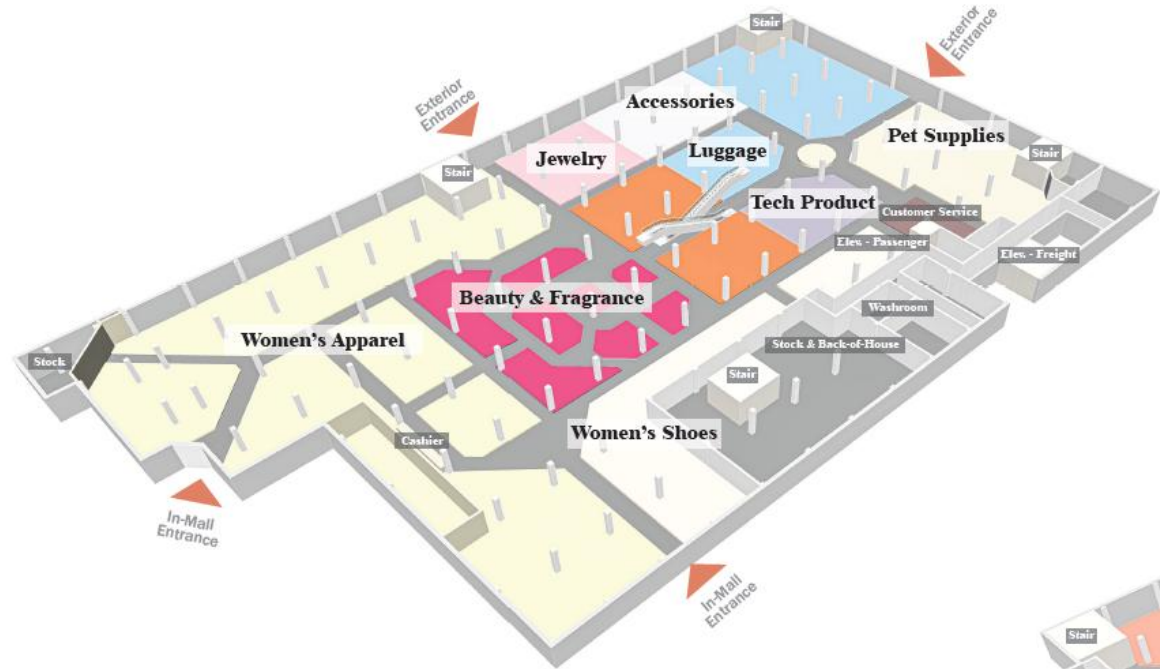 Stair
Exterior
Entrance
Exterior
Entrance
Accessories
Pet Supplies
Jewelry
Luggage
Stair
Stair
Tech Product
Customer Service
Elev. - Passenger
Elev. - Freight
Beauty & Fragrance
Washroom
Women's Apparel
Stock & Back-of-House
Stock
Stair
Women's Shoes
Cashier
In-Mall
Entrance
In-Mall
Entrance
Stair